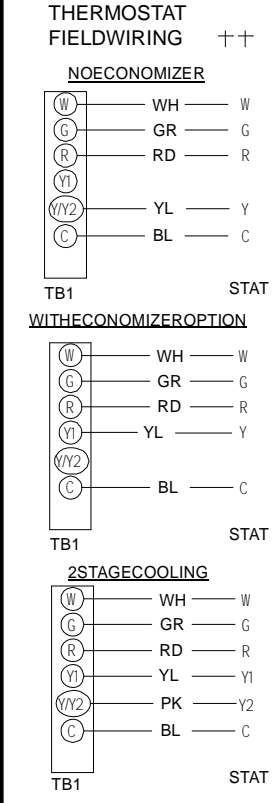 THERMOSTAT
FIELDWIRING ++
NOECONOMIZER
W WH W
G GR G
R RD R
Y1
Y/Y2 YL Y
C BL C
TB1 STAT
WITHECONOMIZEROPTION
W WH W
G GR G
R RD R
Y1 YL Y
Y/Y2
C BL C
TB1 STAT
2STAGECOOLING
W WH W
G GR G
R RD R
Y1 YL Y1
Y/Y2 PK Y2
C BL C
TB1 STAT